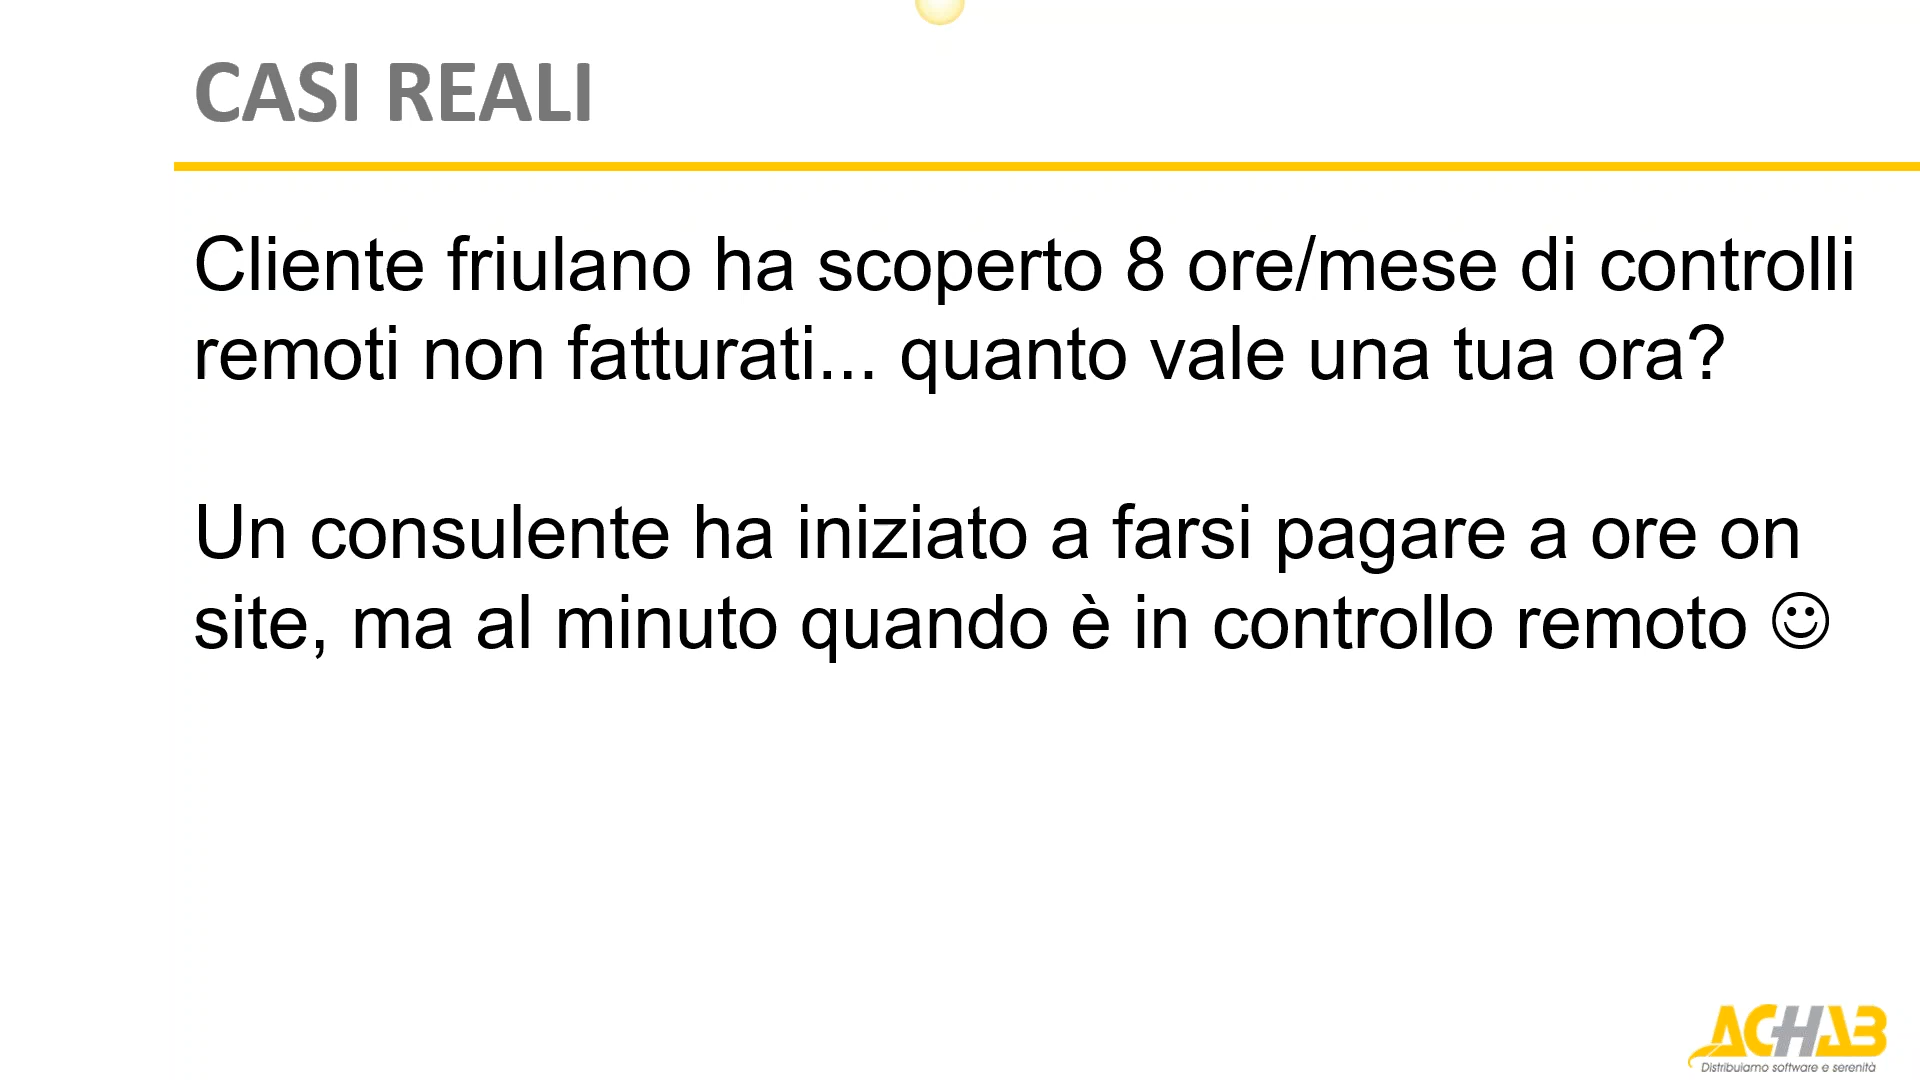 CASI REALI
Cliente friulano ha scoperto 8 ore/mese di controlli
remoti non fatturati... quanto vale una tua ora?
Un consulente ha iniziato a farsi pagare a ore on
site, ma al minuto quando è in controllo remoto ☺
ACHAB
Distribuiamo software e serenità